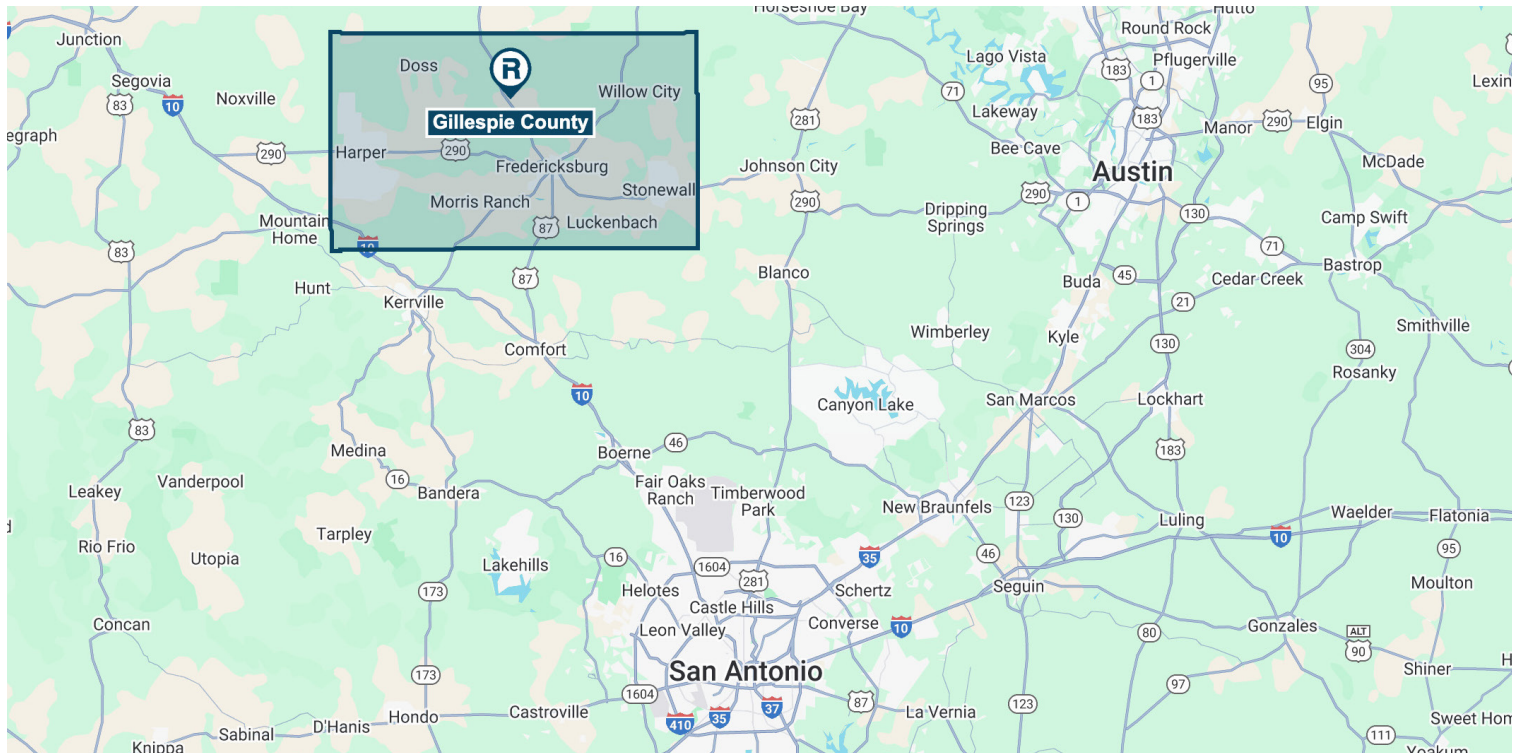 Horseshoe Bay
Hutto
Junction
Round Rock
Doss
R
Lago Vista
183
1
Pflugerville
Segovia
83
10
Noxville
Willow City
71
95
Gillespie County
Lakeway
281
183
Manor
290
Elgin
egraph
290
Harper
290
Fredericksburg
Johnson City
Bee Cave
McDade
Austin
Morris Ranch
Stonewall
290
290
1
130
Mountain
Home
10
87
Luckenbach
Dripping
Springs
Camp Swift
83
71
Blanco
Buda
45
Cedar Creek
Bastrop
Hunt
87
Kerrville
21
Wimberley
Kyle
130
Smithville
Comfort
304
Rosanky
10
Canyon Lake
San Marcos
Lockhart
83
Medina
Boerne
46
183
16
Leakey
Vanderpool
Bandera
Fair Oaks
Ranch
Timberwood
Park
New Braunfels
123
130
Luling
Waelder
Flatonia
Tarpley
10
Rio Frio
Utopia
Lakehills
16
1604
281
35
46
95
173
Helotes
Castle Hills
Schertz
Seguin
Moulton
Concan
Leon Valley
Converse
10
80
Gonzales
ALT
90
San Antonio
Shiner
173
1604
87
97
Hondo
Castroville
410
35
37
La Vernia
123
D'Hanis
Sabinal
Knippa
111
Yoakum